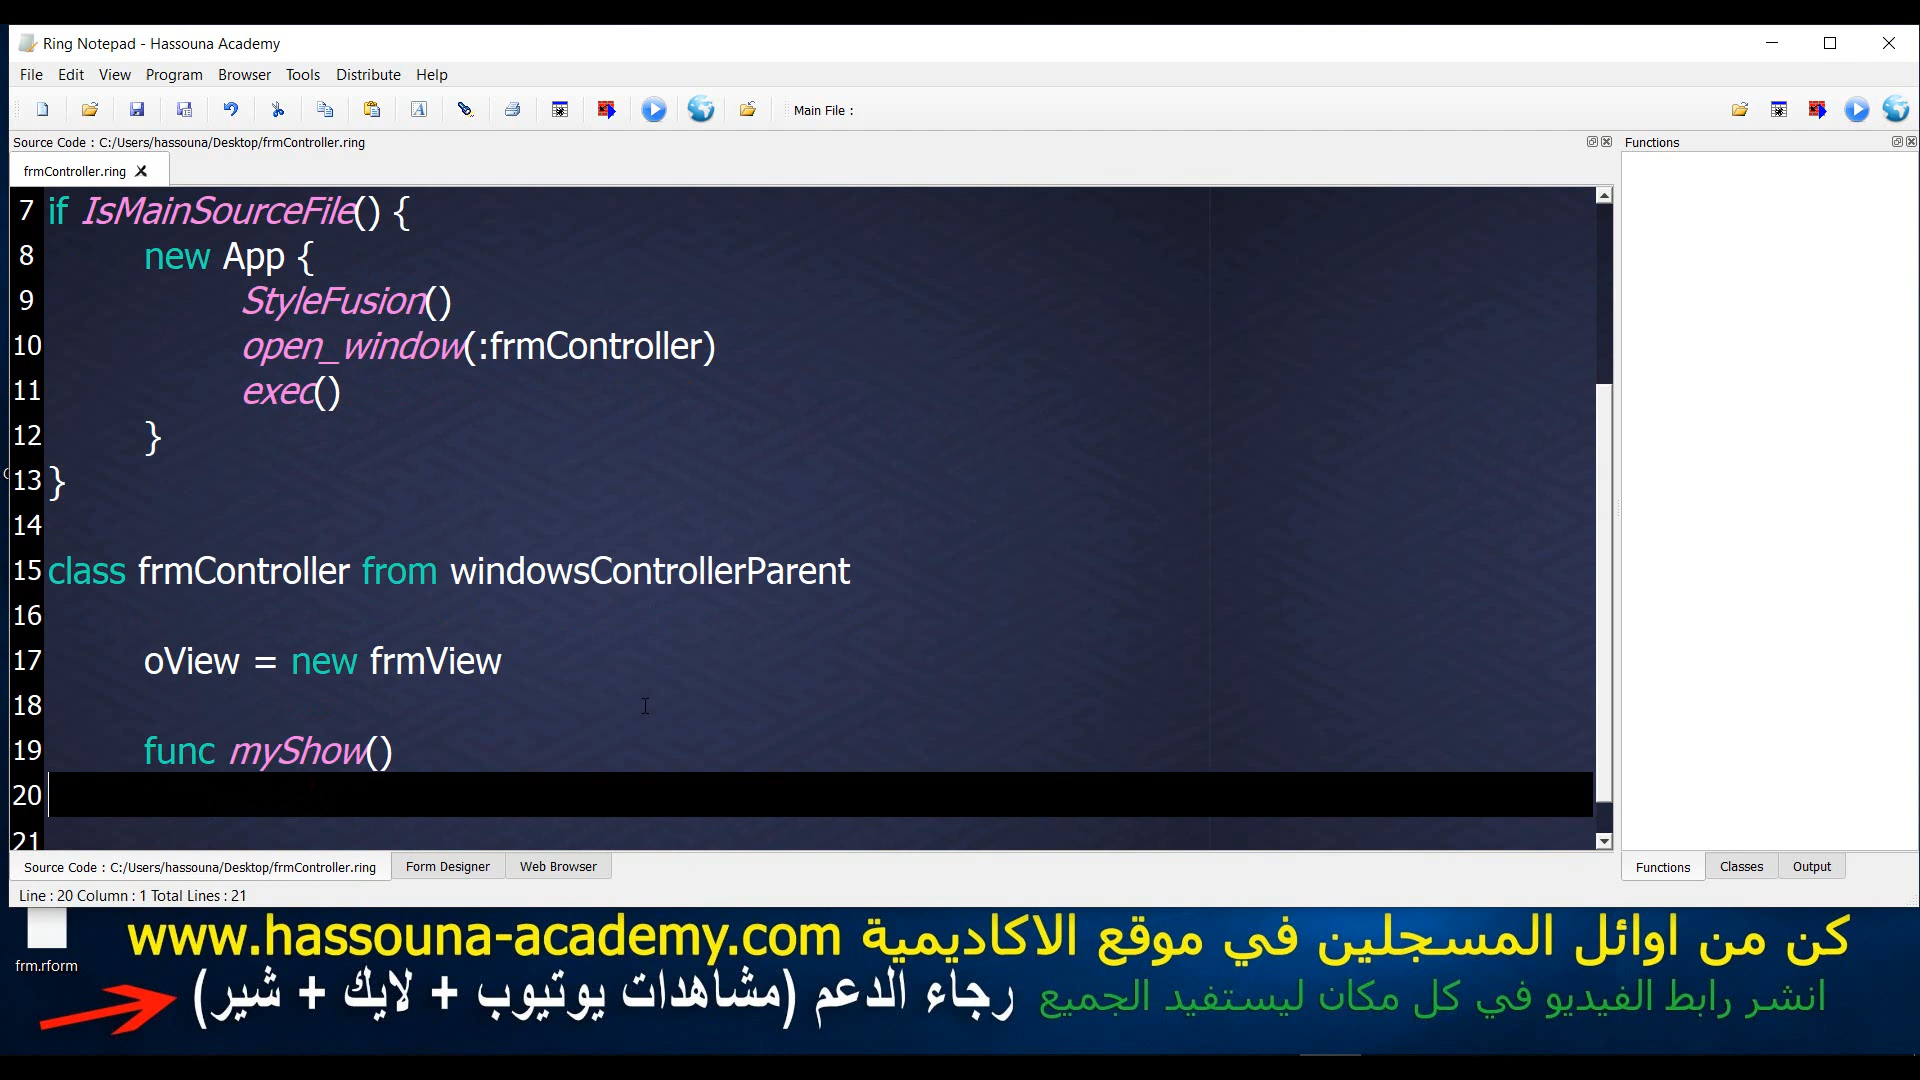 Ring Notepad - Hassouna Academy
File Edit View Program Browser Tools Distribute Help
Main File :
Source Code : C:/Users/hassouna/Desktop/frmController.ring
Functions
frmController.ring
7 if IsMainSourceFile() {
8 new App {
9 StyleFusion()
10 open_window(:frmController)
11 exec()
12 }
13 }
14
15 class frmController from windowsControllerParent
16
17 oView = new frmView
18
19 func myShow()
20
21
Source Code : C:/Users/hassouna/Desktop/frmController.ring Form Designer Web Browser
Functions Classes Output
Line : 20 Column : 1 Total Lines : 21
كن من اوائل المسجلين في موقع الاكاديمية www.hassouna-academy.com
frm.rform
انشر رابط الفيديو في كل مكان ليستفيد الجميع رجاء الدعم (مشاهدات يوتيوب + لايك + شير)